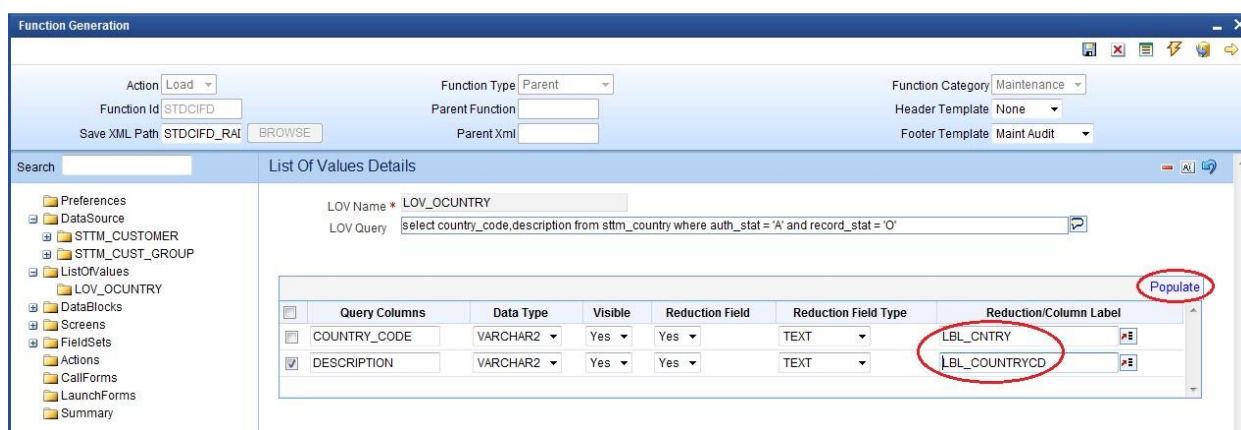 Function Generation
Action Load Function Type Parent Function Category Maintenance
Function Id STDCIFD Parent Function Header Template None
Save XML Path STDCIFD_RAD BROWSE Parent Xml Footer Template Maint Audit
Search List Of Values Details
Preferences
DataSource
STTM_CUSTOMER
STTM_CUST_GROUP
ListOfValues
LOV_OCUNTRY
DataBlocks
Screens
FieldSets
Actions
CallForms
LaunchForms
Summary
LOV Name * LOV_OCUNTRY
LOV Query select country_code,description from sttm_country where auth_stat = 'A' and record_stat = 'O'
Populate
Query Columns Data Type Visible Reduction Field Reduction Field Type Reduction/Column Label
COUNTRY_CODE VARCHAR2 Yes Yes TEXT LBL_CNTRY
DESCRIPTION VARCHAR2 Yes Yes TEXT LBL_COUNTRYCD